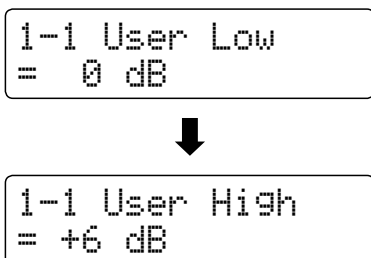 1-1 User Low
= 0 dB
1-1 User High
= +6 dB